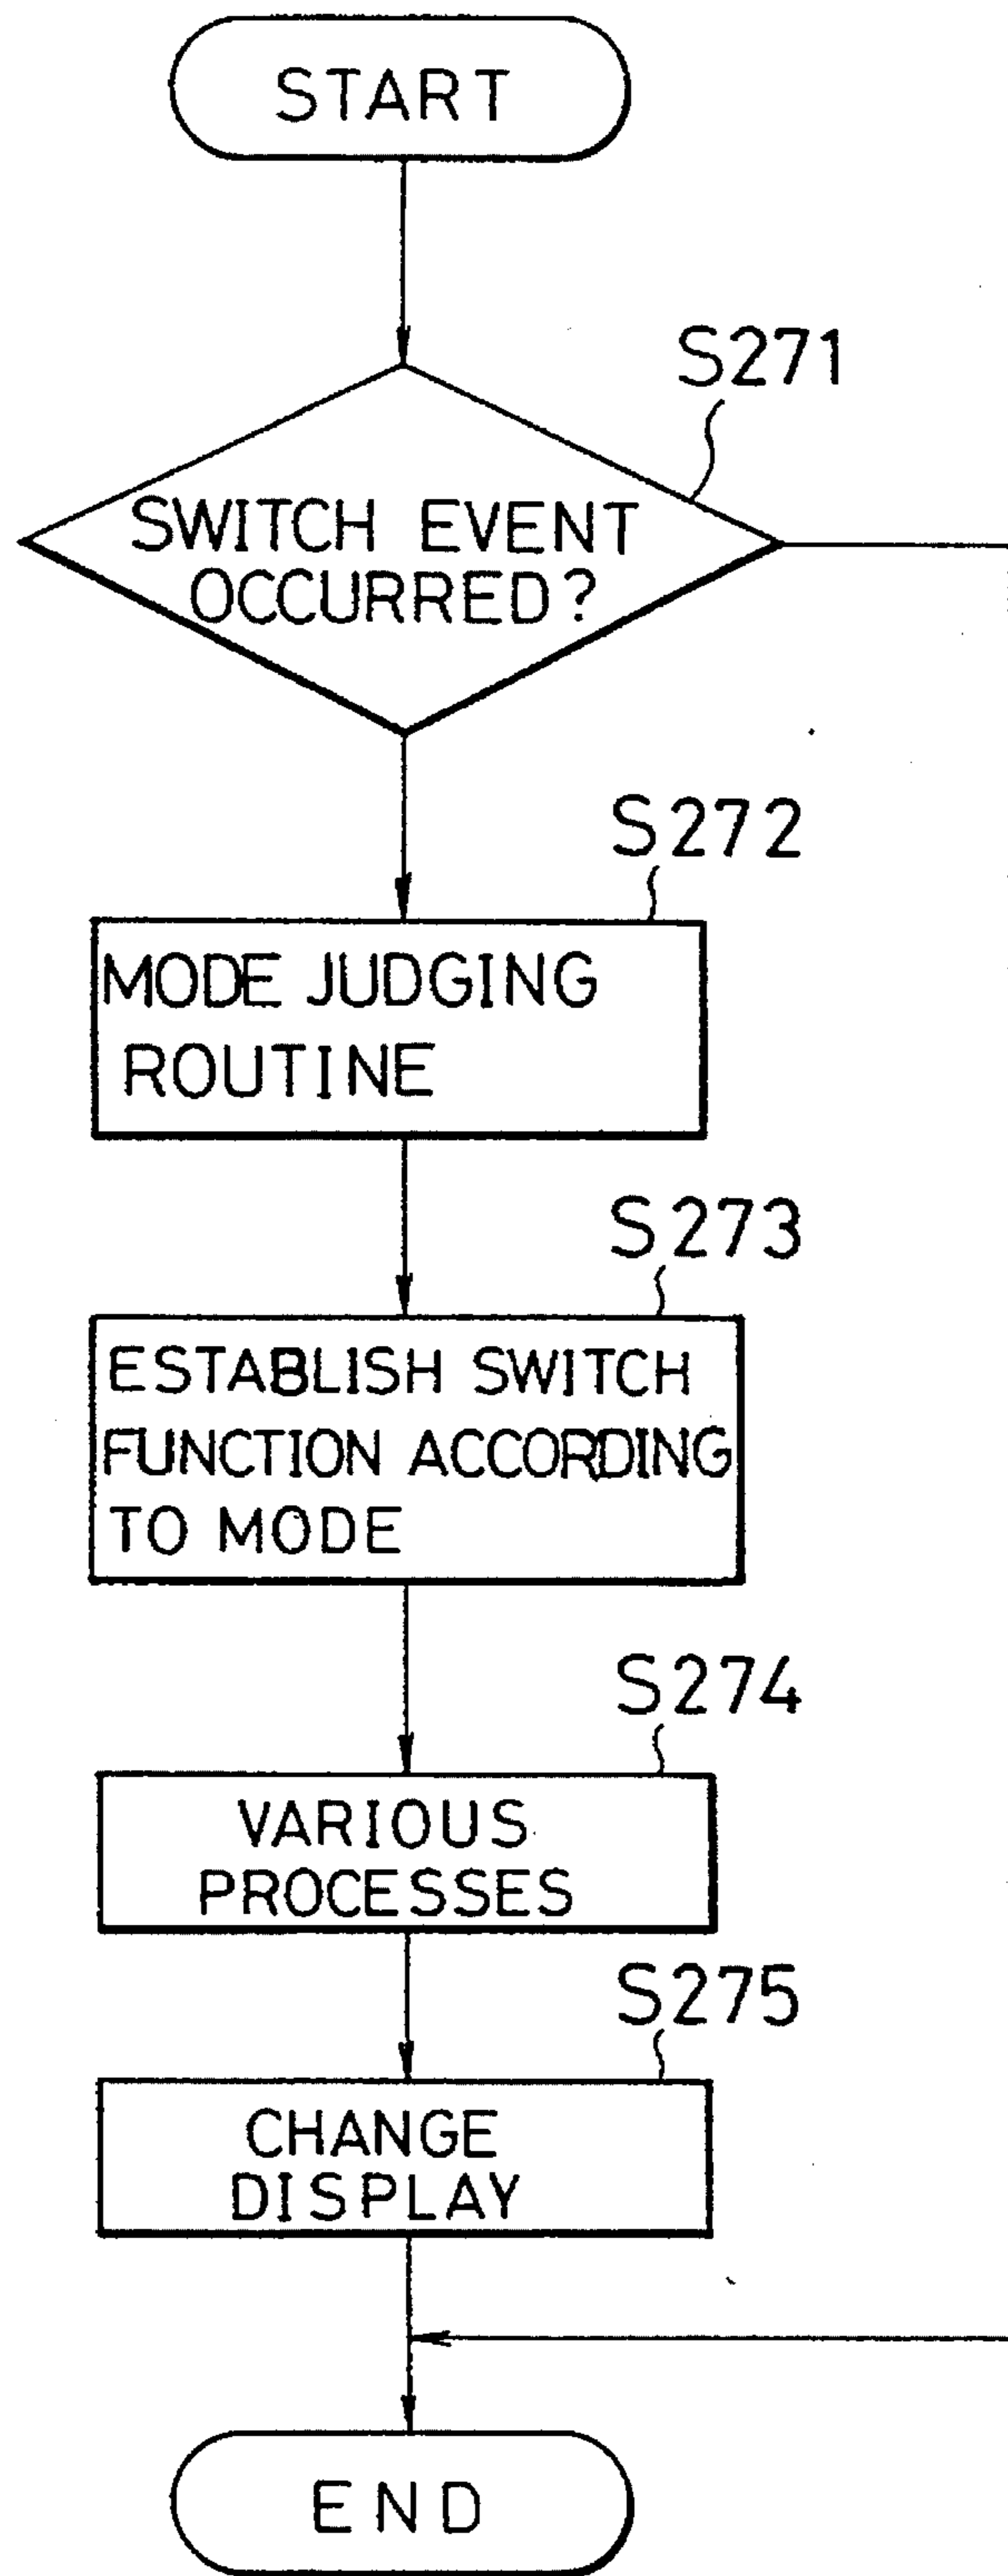 START
S271
SWITCH EVENT
OCCURRED?
S272
MODE JUDGING
ROUTINE
S273
ESTABLISH SWITCH
FUNCTION ACCORDING
TO MODE
S274
VARIOUS
PROCESSES
S275
CHANGE
DISPLAY
END